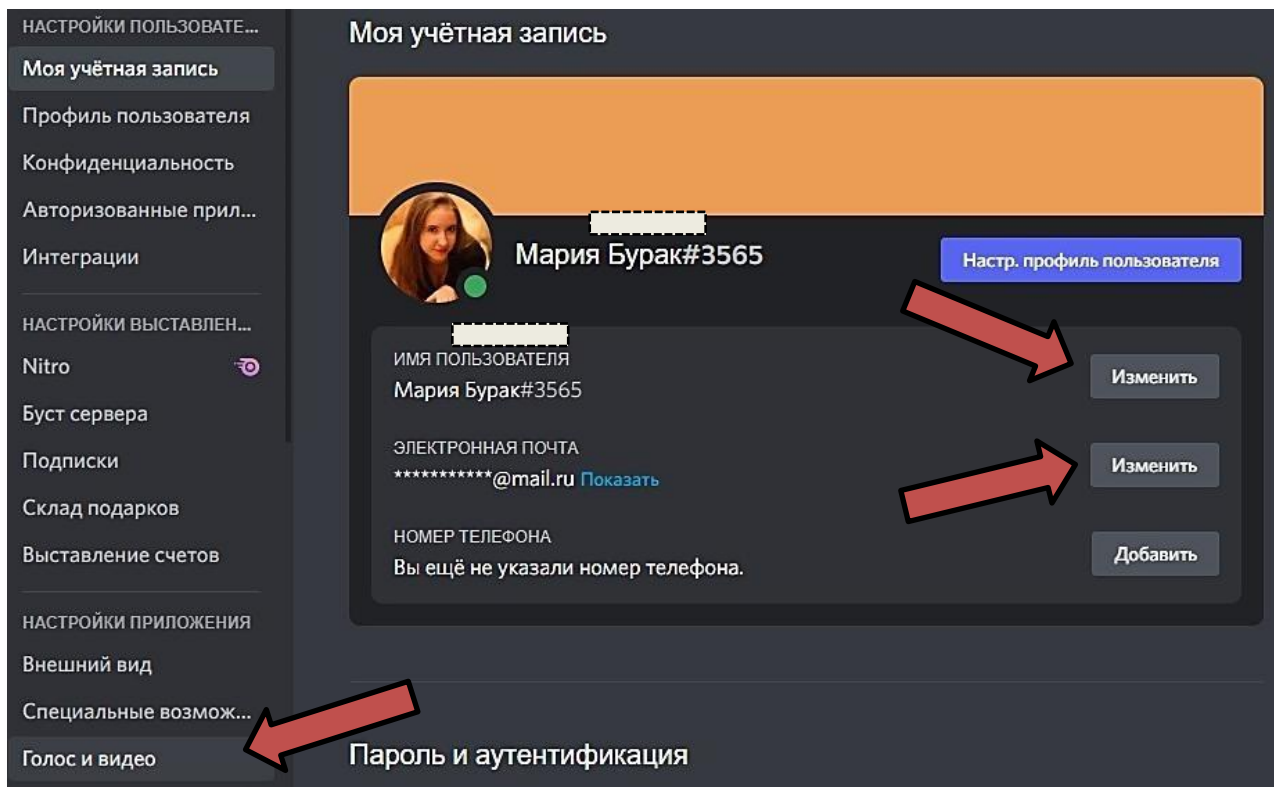 НАСТРОЙКИ ПОЛЬЗОВАТЕ...
Моя учётная запись
Профиль пользователя
Конфиденциальность
Авторизованные прил...
Интеграции
НАСТРОЙКИ ВЫСТАВЛЕН...
Nitro
Буст сервера
Подписки
Склад подарков
Выставление счетов
НАСТРОЙКИ ПРИЛОЖЕНИЯ
Внешний вид
Специальные возмож...
Голос и видео
Моя учётная запись
Мария Бурак#3565
Настр. профиль пользователя
ИМЯ ПОЛЬЗОВАТЕЛЯ
Мария Бурак#3565
Изменить
ЭЛЕКТРОННАЯ ПОЧТА
***********@mail.ru Показать
Изменить
НОМЕР ТЕЛЕФОНА
Вы ещё не указали номер телефона.
Добавить
Пароль и аутентификация